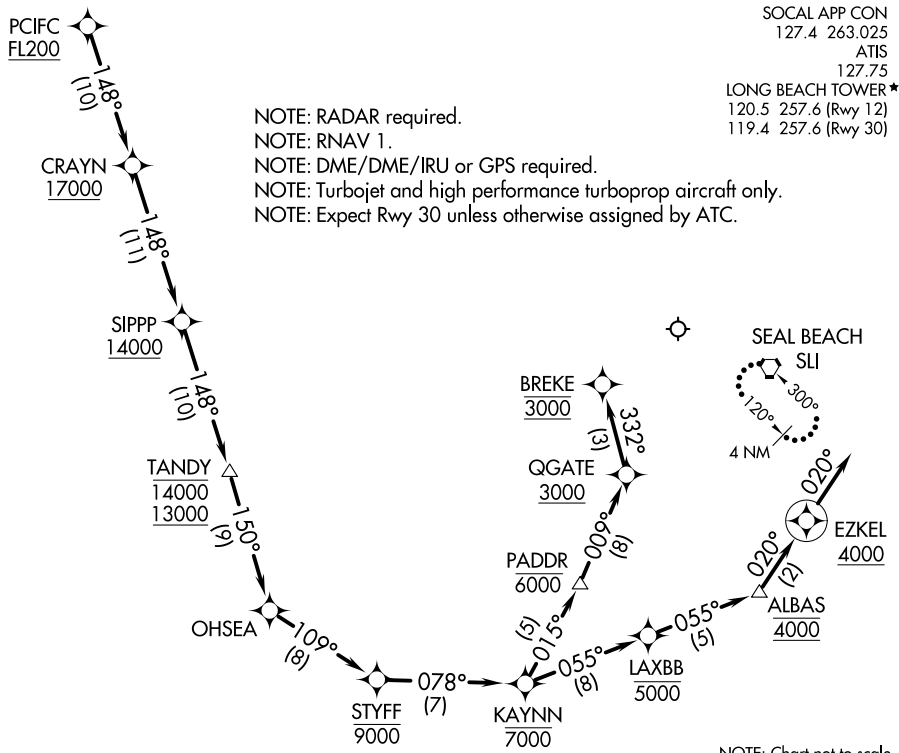 PCIFC
FL200
SOCAL APP CON
127.4 263.025
ATIS
127.75
LONG BEACH TOWER★
120.5 257.6 (Rwy 12)
119.4 257.6 (Rwy 30)
148°
(10)
NOTE: RADAR required.
NOTE: RNAV 1.
NOTE: DME/DME/IRU or GPS required.
NOTE: Turbojet and high performance turboprop aircraft only.
NOTE: Expect Rwy 30 unless otherwise assigned by ATC.
CRAYN
17000
148°
(11)
SIPPP
14000
148°
(10)
TANDY
14000
13000
150°
(9)
OHSEA
109°
(8)
STYFF
9000
078°
(7)
KAYNN
7000
015°
(5)
PADDR
6000
009°
(8)
QGATE
3000
332°
(3)
BREKE
3000
055°
(8)
LAXBB
5000
055°
(5)
ALBAS
4000
020°
(2)
EZKEL
4000
020°
SEAL BEACH
SLI
300°
120°
4 NM
NOTE: Chart not to scale